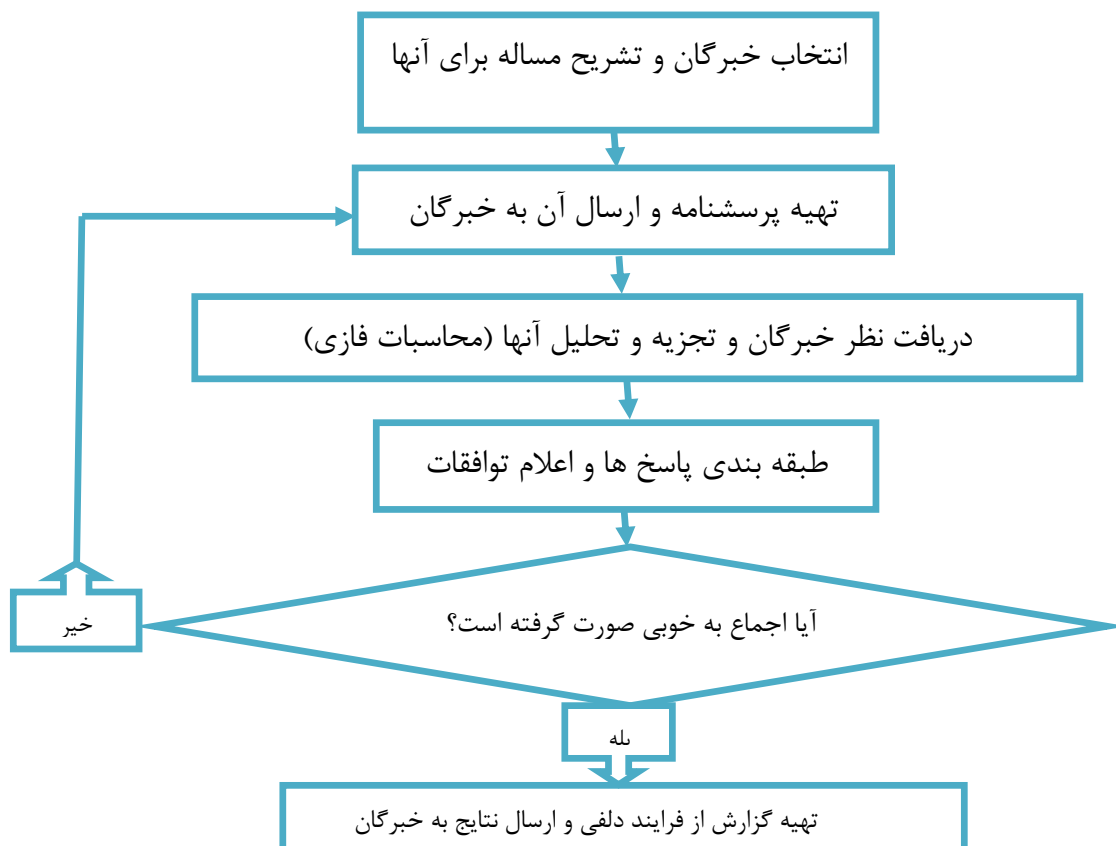 انتخاب خبرگان و تشریح مساله برای آنها
تهیه پرسشنامه و ارسال آن به خبرگان
دریافت نظر خبرگان و تجزیه و تحلیل آنها (محاسبات فازی)
طبقه بندی پاسخ ها و اعلام توافقات
آیا اجماع به خوبی صورت گرفته است؟
خیر
بله
تهیه گزارش از فرایند دلفی و ارسال نتایج به خبرگان